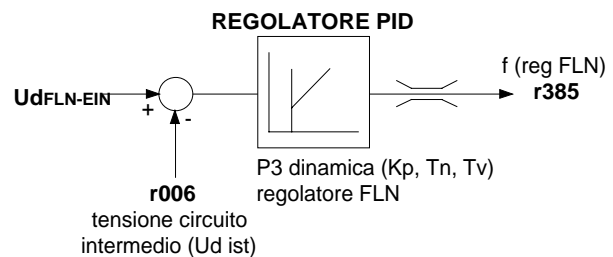 REGOLATORE PID
f (reg FLN)
r385
UdFLN-EIN
+
-
P3 dinamica (Kp, Tn, Tv)
regolatore FLN
r006
tensione circuito
intermedio (Ud ist)